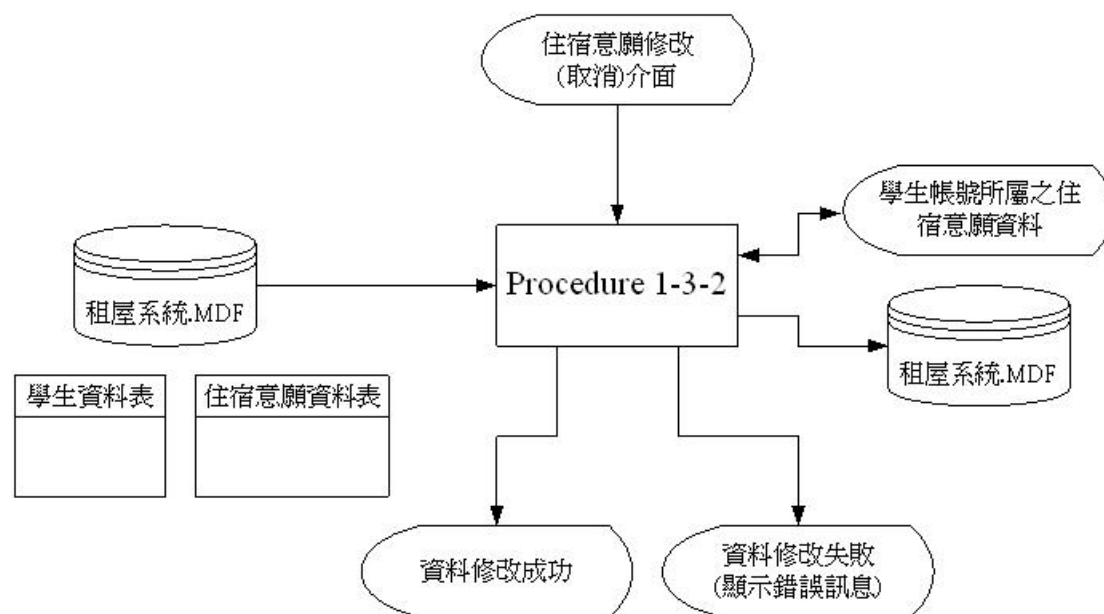 住宿意願修改
(取消)介面
學生帳號所屬之住
宿意願資料
Procedure 1-3-2
租屋系統.MDF
租屋系統.MDF
學生資料表
住宿意願資料表
資料修改成功
資料修改失敗
(顯示錯誤訊息)